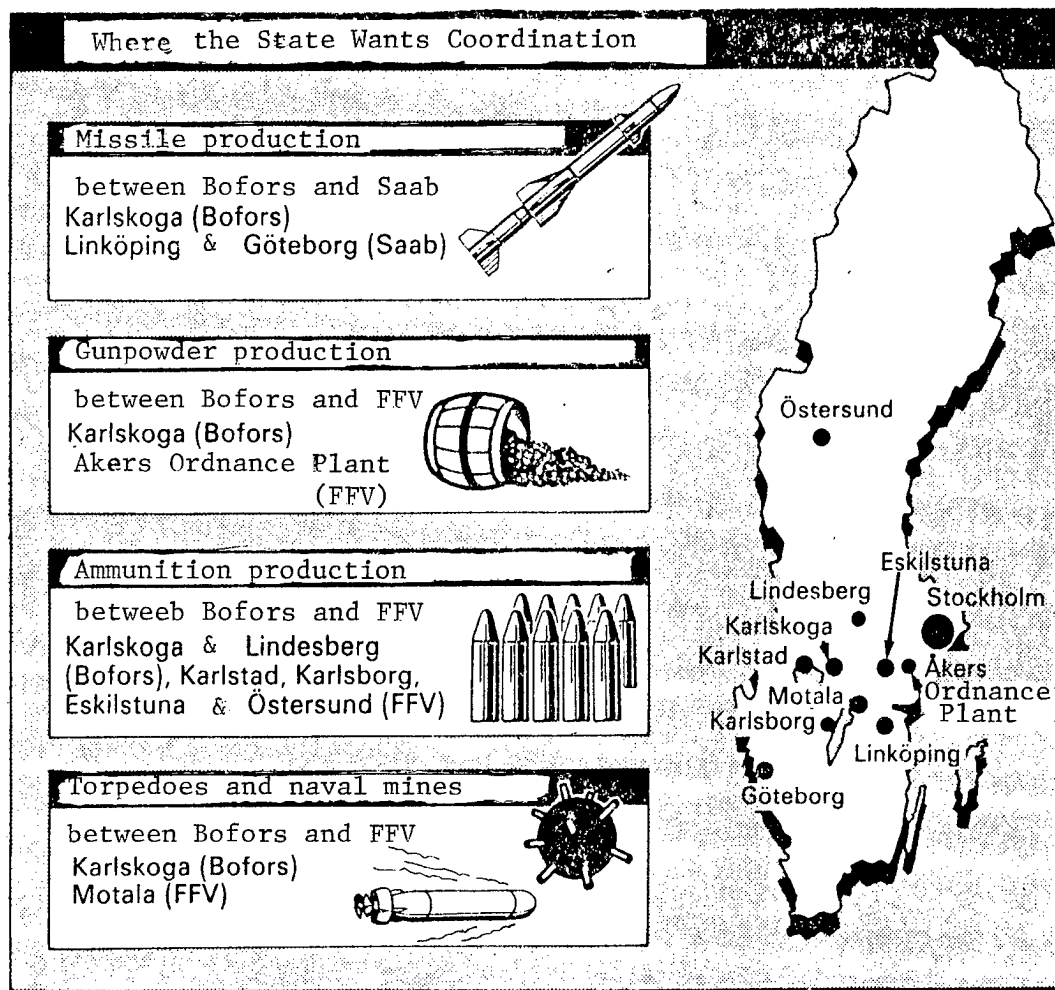 Where the State Wants Coordination
Missile production
between Bofors and Saab
Karlskoga (Bofors)
Linköping & Göteborg (Saab)
Gunpowder production
between Bofors and FFV
Karlskoga (Bofors)
Akers Ordnance Plant
(FFV)
Ammunition production
betweeb Bofors and FFV
Karlskoga & Lindesberg
(Bofors), Karlstad, Karlsborg,
Eskilstuna & Östersund (FFV)
Torpedoes and naval mines
between Bofors and FFV
Karlskoga (Bofors)
Motala (FFV)
Östersund
Eskilstuna
Lindesberg
Stockholm
Karlskoga
Karlstad
Åkers
Ordnance
Plant
Motala
Karlsborg
Linköping
Göteborg